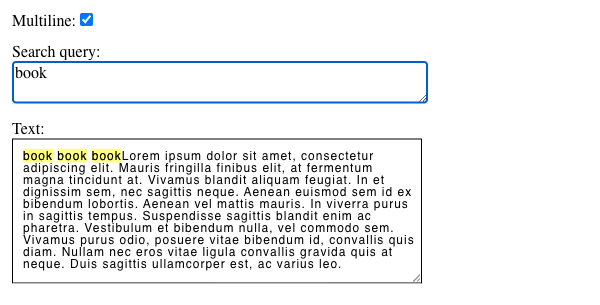 Multiline:
Search query:
book
Text:
book book bookLorem ipsum dolor sit amet, consectetur
adipiscing elit. Mauris fringilla finibus elit, at fermentum
magna tincidunt at. Vivamus blandit aliquam feugiat. In et
dignissim sem, nec sagittis neque. Aenean euismod sem id ex
bibendum lobortis. Aenean vel mattis mauris. In viverra purus
in sagittis tempus. Suspendisse sagittis blandit enim ac
pharetra. Vestibulum et bibendum nulla, vel commodo sem.
Vivamus purus odio, posuere vitae bibendum id, convallis quis
diam. Nullam nec eros vitae ligula convallis gravida quis at
neque. Duis sagittis ullamcorper est, ac varius leo.